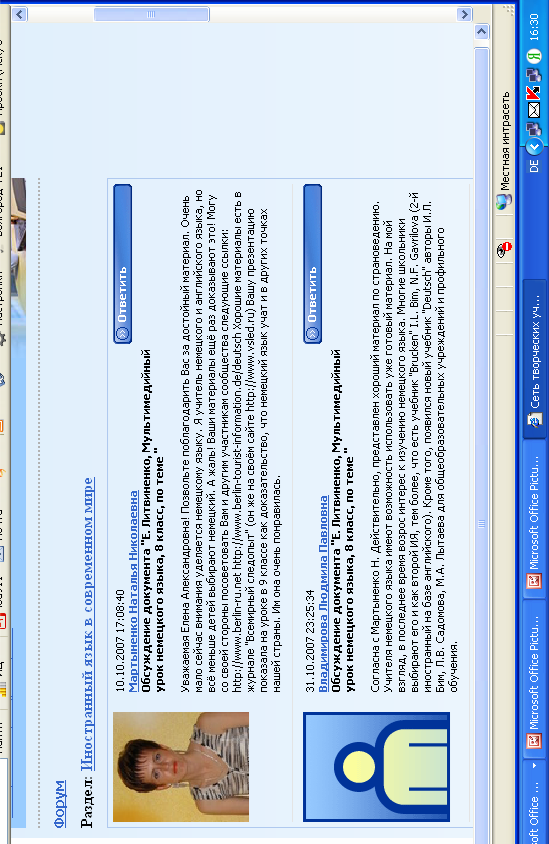 Форум
Раздел: Иностранный язык в современном мире
10.10.2007 17:08:40
Мартыненко Наталья Николаевна
Обсуждение документа "Е. Литвиненко, Мультимедийный
урок немецкого языка, 8 класс, по теме "
Ответить
Уважаемая Елена Александровна! Позвольте поблагодарить Вас за достойный материал. Очень
мало сейчас внимания уделяется немецкому языку. Я учитель немецкого и английского языка, но
всё меньше детей выбирают немецкий. А жаль! Ваши материалы ещё раз доказывают это! Могу
со своей стороны посоветовать Вам и другим участникам сообщества следующие ссылки:
http://www.berlin-ru.net http://www.berlin-tourist-information.de/deutsch Хорошие материалы есть в
журнале "Всемирный следопыт" (он же на своём сайте http://www.vsled.ru) Вашу презентацию
показала на уроке в 9 классе как доказательство, что немецкий язык учат и в других точках
нашей страны. Им она очень понравилась.
31.10.2007 23:25:34
Владимирова Людмила Павловна
Обсуждение документа "Е. Литвиненко, Мультимедийный
урок немецкого языка, 8 класс, по теме "
Ответить
Согласна с Мартыненко Н. Действительно, представлен хороший материал по страноведению.
Учителя немецкого языка имеют возможность использовать уже готовый материал. На мой
взгляд, в последнее время возрос интерес к изучению немецкого языка. Многие школьники
выбирают его и как второй ИЯ, тем более, что есть учебник "Brucken" I.L. Bim, N.F. Gavrilova (2-й
иностранный на базе английского). Кроме того, появился новый учебник "Deutsch" авторы И.Л.
Бим, Л.В. Садомова, М.А. Лытаева для общеобразовательных учреждений и профильного
обучения.
Местная интрасеть
oft Office ...
Microsoft Office Pictu...
Microsoft Office Pictu...
Сеть творческих уч...
DE
16:30